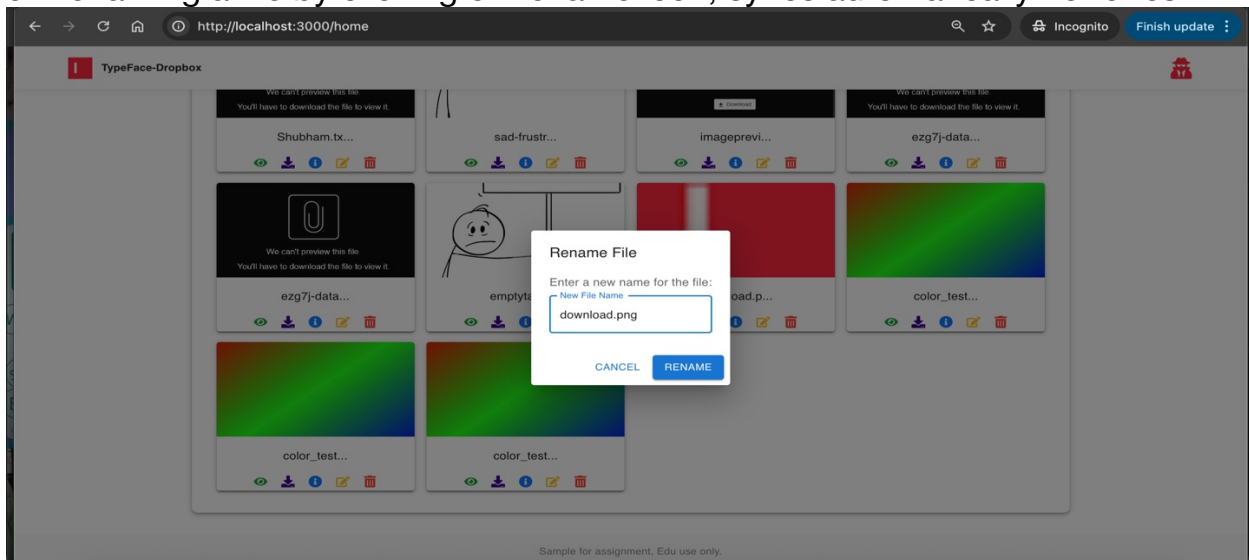 http://localhost:3000/home
Incognito
Finish update
TypeFace-Dropbox
We can't preview this file.
You'll have to download the file to view it.
Download
We can't preview this file.
You'll have to download the file to view it.
Shubham.tx...
sad-frustr...
imageprevi...
ezg7j-data...
We can't preview this file.
You'll have to download the file to view it.
Rename File
Enter a new name for the file:
New File Name
download.png
CANCEL
RENAME
ezg7j-data...
emptyta
oad.p...
color_test...
color_test...
color_test...
Sample for assignment, Edu use only.